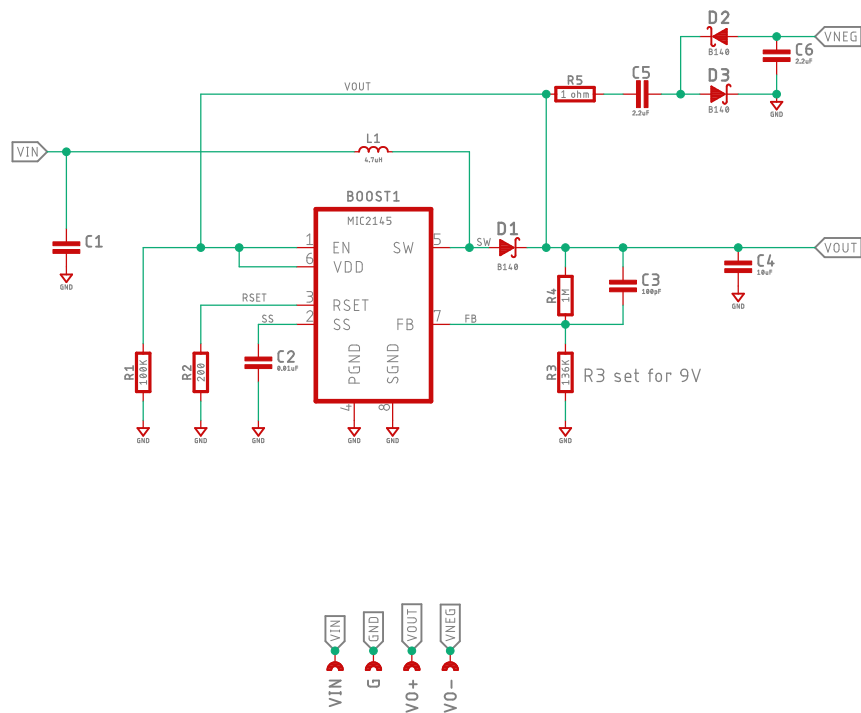 D2
B140
VNEG
C6
2.2uF
D3
B140
GND
R5
1 ohm
C5
2.2uF
VOUT
VIN
L1
4.7uH
C1
GND
BOOST1
MIC2145
1
EN
6
VDD
3
RSET
2
SS
SW
5
FB
7
PGND
4
SGND
8
SW
D1
B140
VOUT
RSET
SS
FB
R4
1M
C3
100pF
C4
10uF
GND
R1
100K
R2
200
C2
0.01uF
R3
136K
R3 set for 9V
GND
GND
GND
GND
GND
GND
VIN
GND
VOUT
VNEG
VIN
G
VO+
VO-